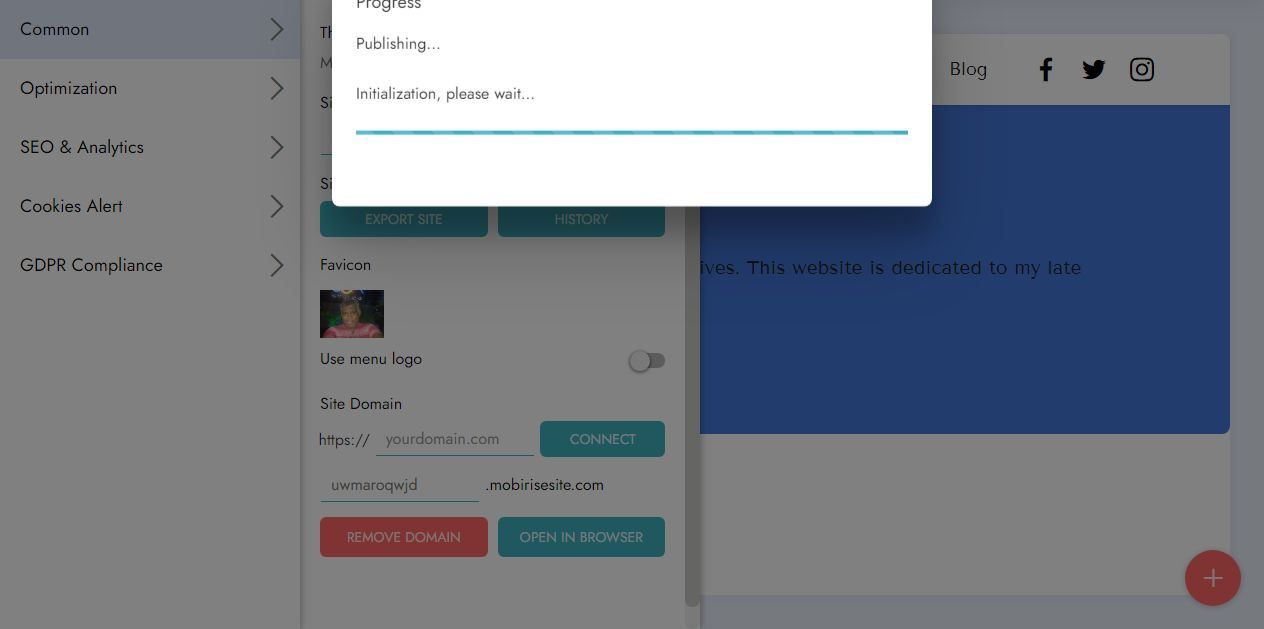 Progress
Publishing...
Initialization, please wait...
Common
Optimization
SEO & Analytics
Cookies Alert
GDPR Compliance
Th
M
Si
Si
EXPORT SITE
HISTORY
Favicon
Use menu logo
Site Domain
https://
yourdomain.com
CONNECT
uwmaroqwjd
.mobirisesite.com
REMOVE DOMAIN
OPEN IN BROWSER
Blog
ives. This website is dedicated to my late